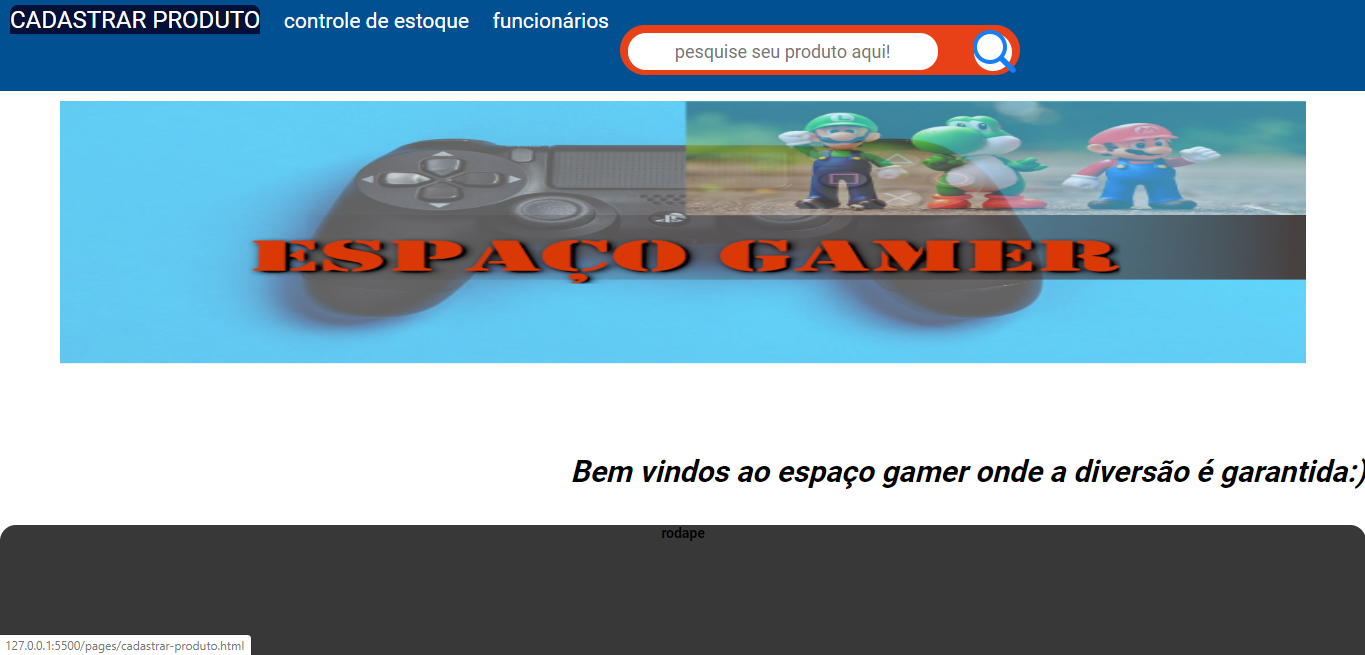 CADASTRAR PRODUTO controle de estoque funcionários
pesquise seu produto aqui!
ESPAÇO GAMER
Bem vindos ao espaço gamer onde a diversão é garantida:)
rodape
127.0.0.1:5500/pages/cadastrar-produto.html